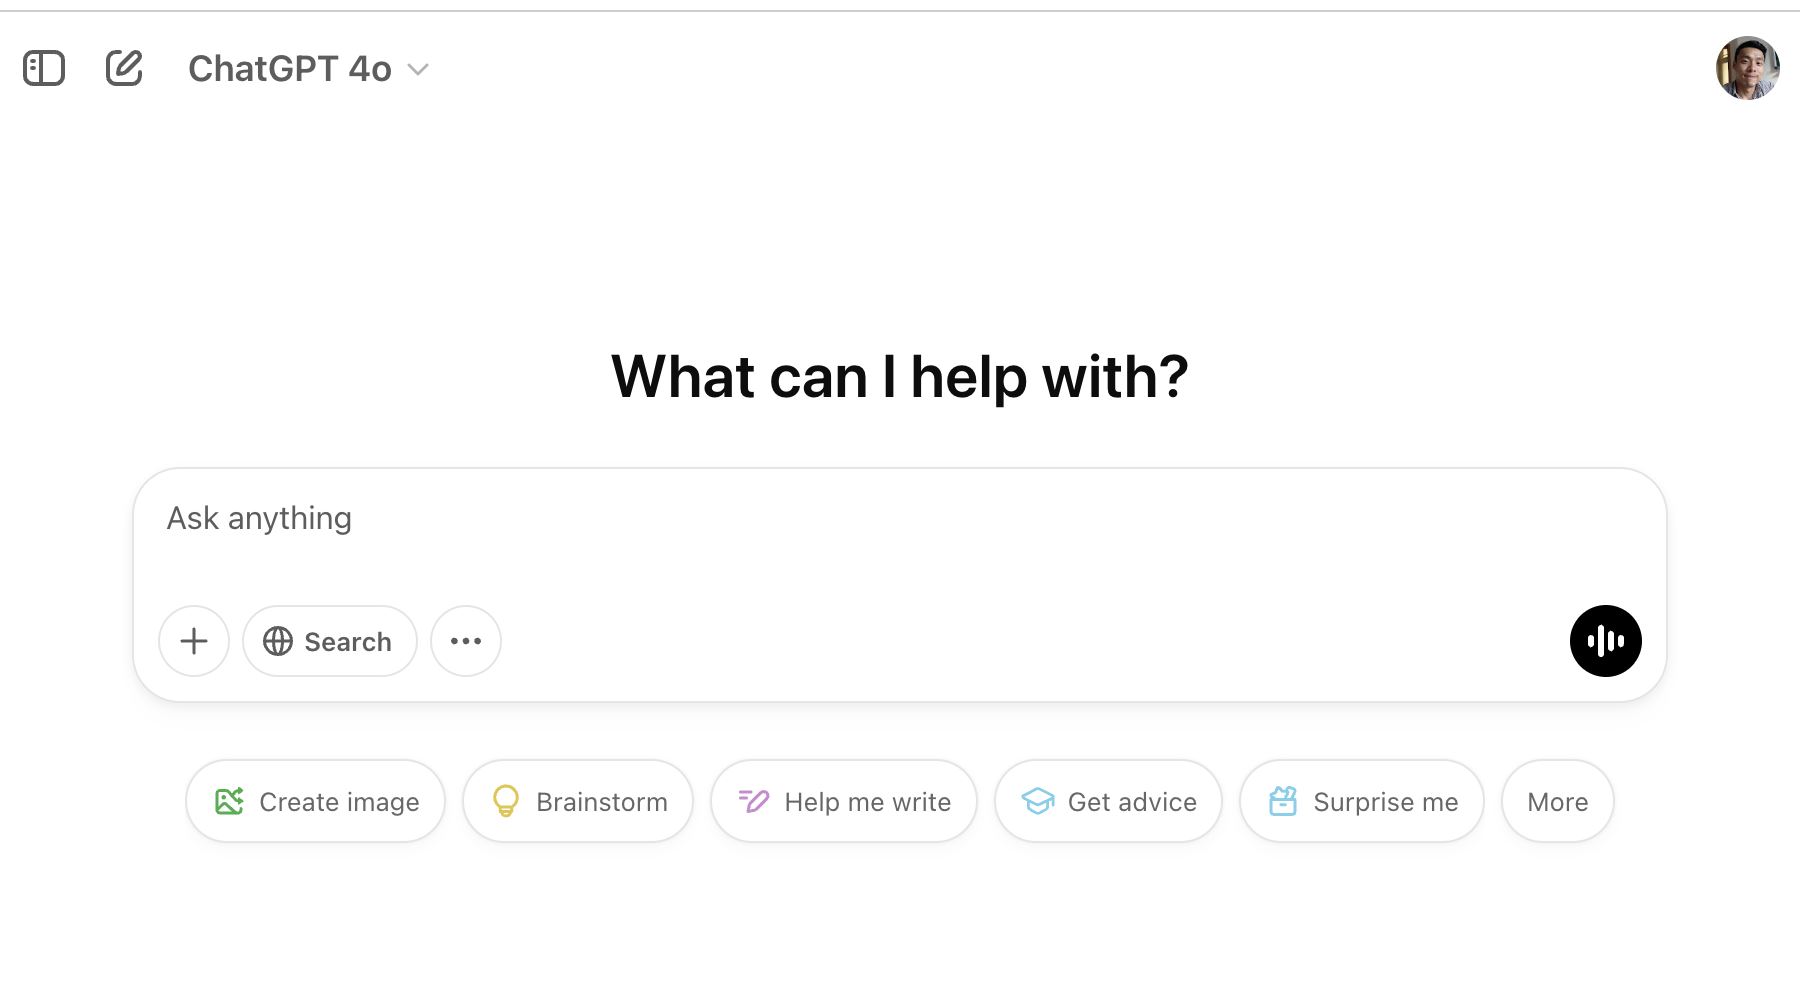 ChatGPT 4o
What can I help with?
Ask anything
Search
Create image
Brainstorm
Help me write
Get advice
Surprise me
More